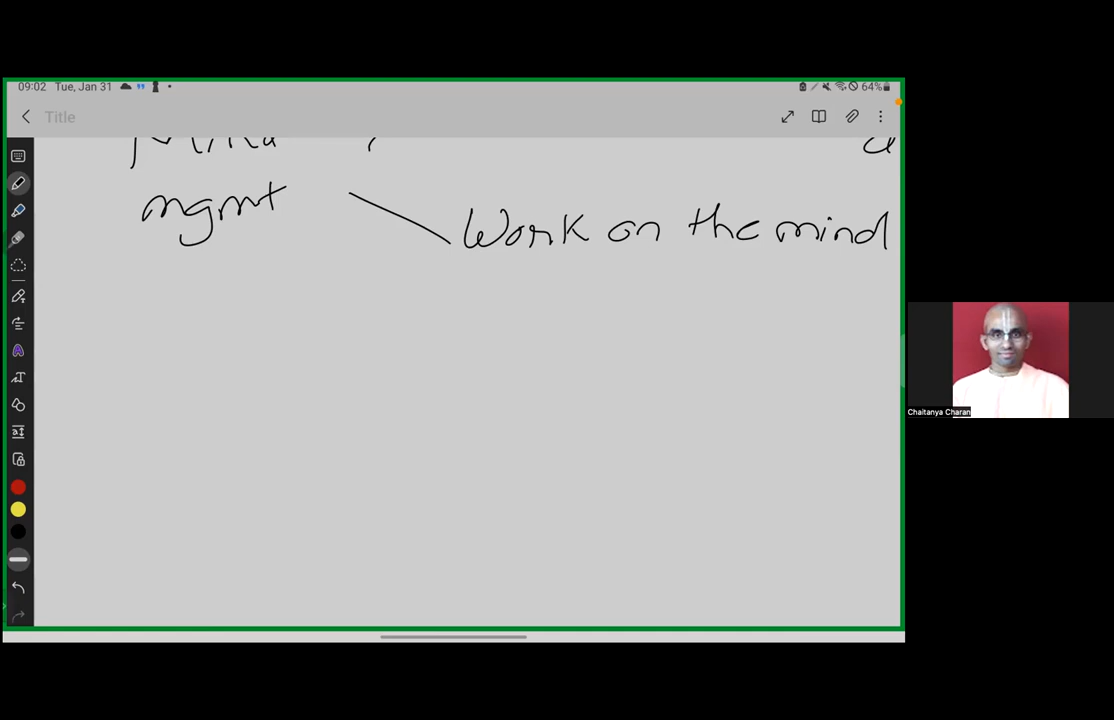 09:02 Tue, Jan 31
64%
Title
mgmt
Work on the mind
Chaitanya Charan